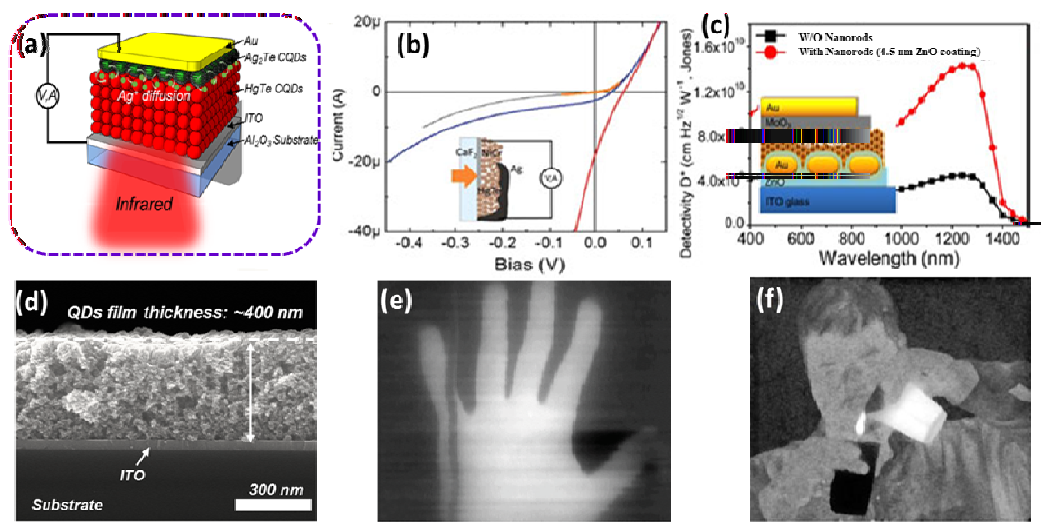 (a)
Au
Ag2Te CQDs
Ag+ diffusion
HgTe CQDs
V,A
ITO
Al2O3 Substrate
Infrared
(b)
20µ
0
-20µ
-40µ
Current (A)
CaF2
NiCr
Ag
V,A
-0.4 -0.3 -0.2 -0.1 0.0 0.1
Bias (V)
(c)
W/O Nanorods
With Nanorods (4.5 nm ZnO coating)
1.6x10^10
8.0x
4.0x10
0.0
Detectivity D* (cm Hz^1/2 W^-1, Jones)
Au
MoO3
Au
ZnO
ITO glass
400 600 800 1000 1200 1400
Wavelength (nm)
(d)
QDs film thickness: ~400 nm
ITO
300 nm
Substrate
(e)
(f)